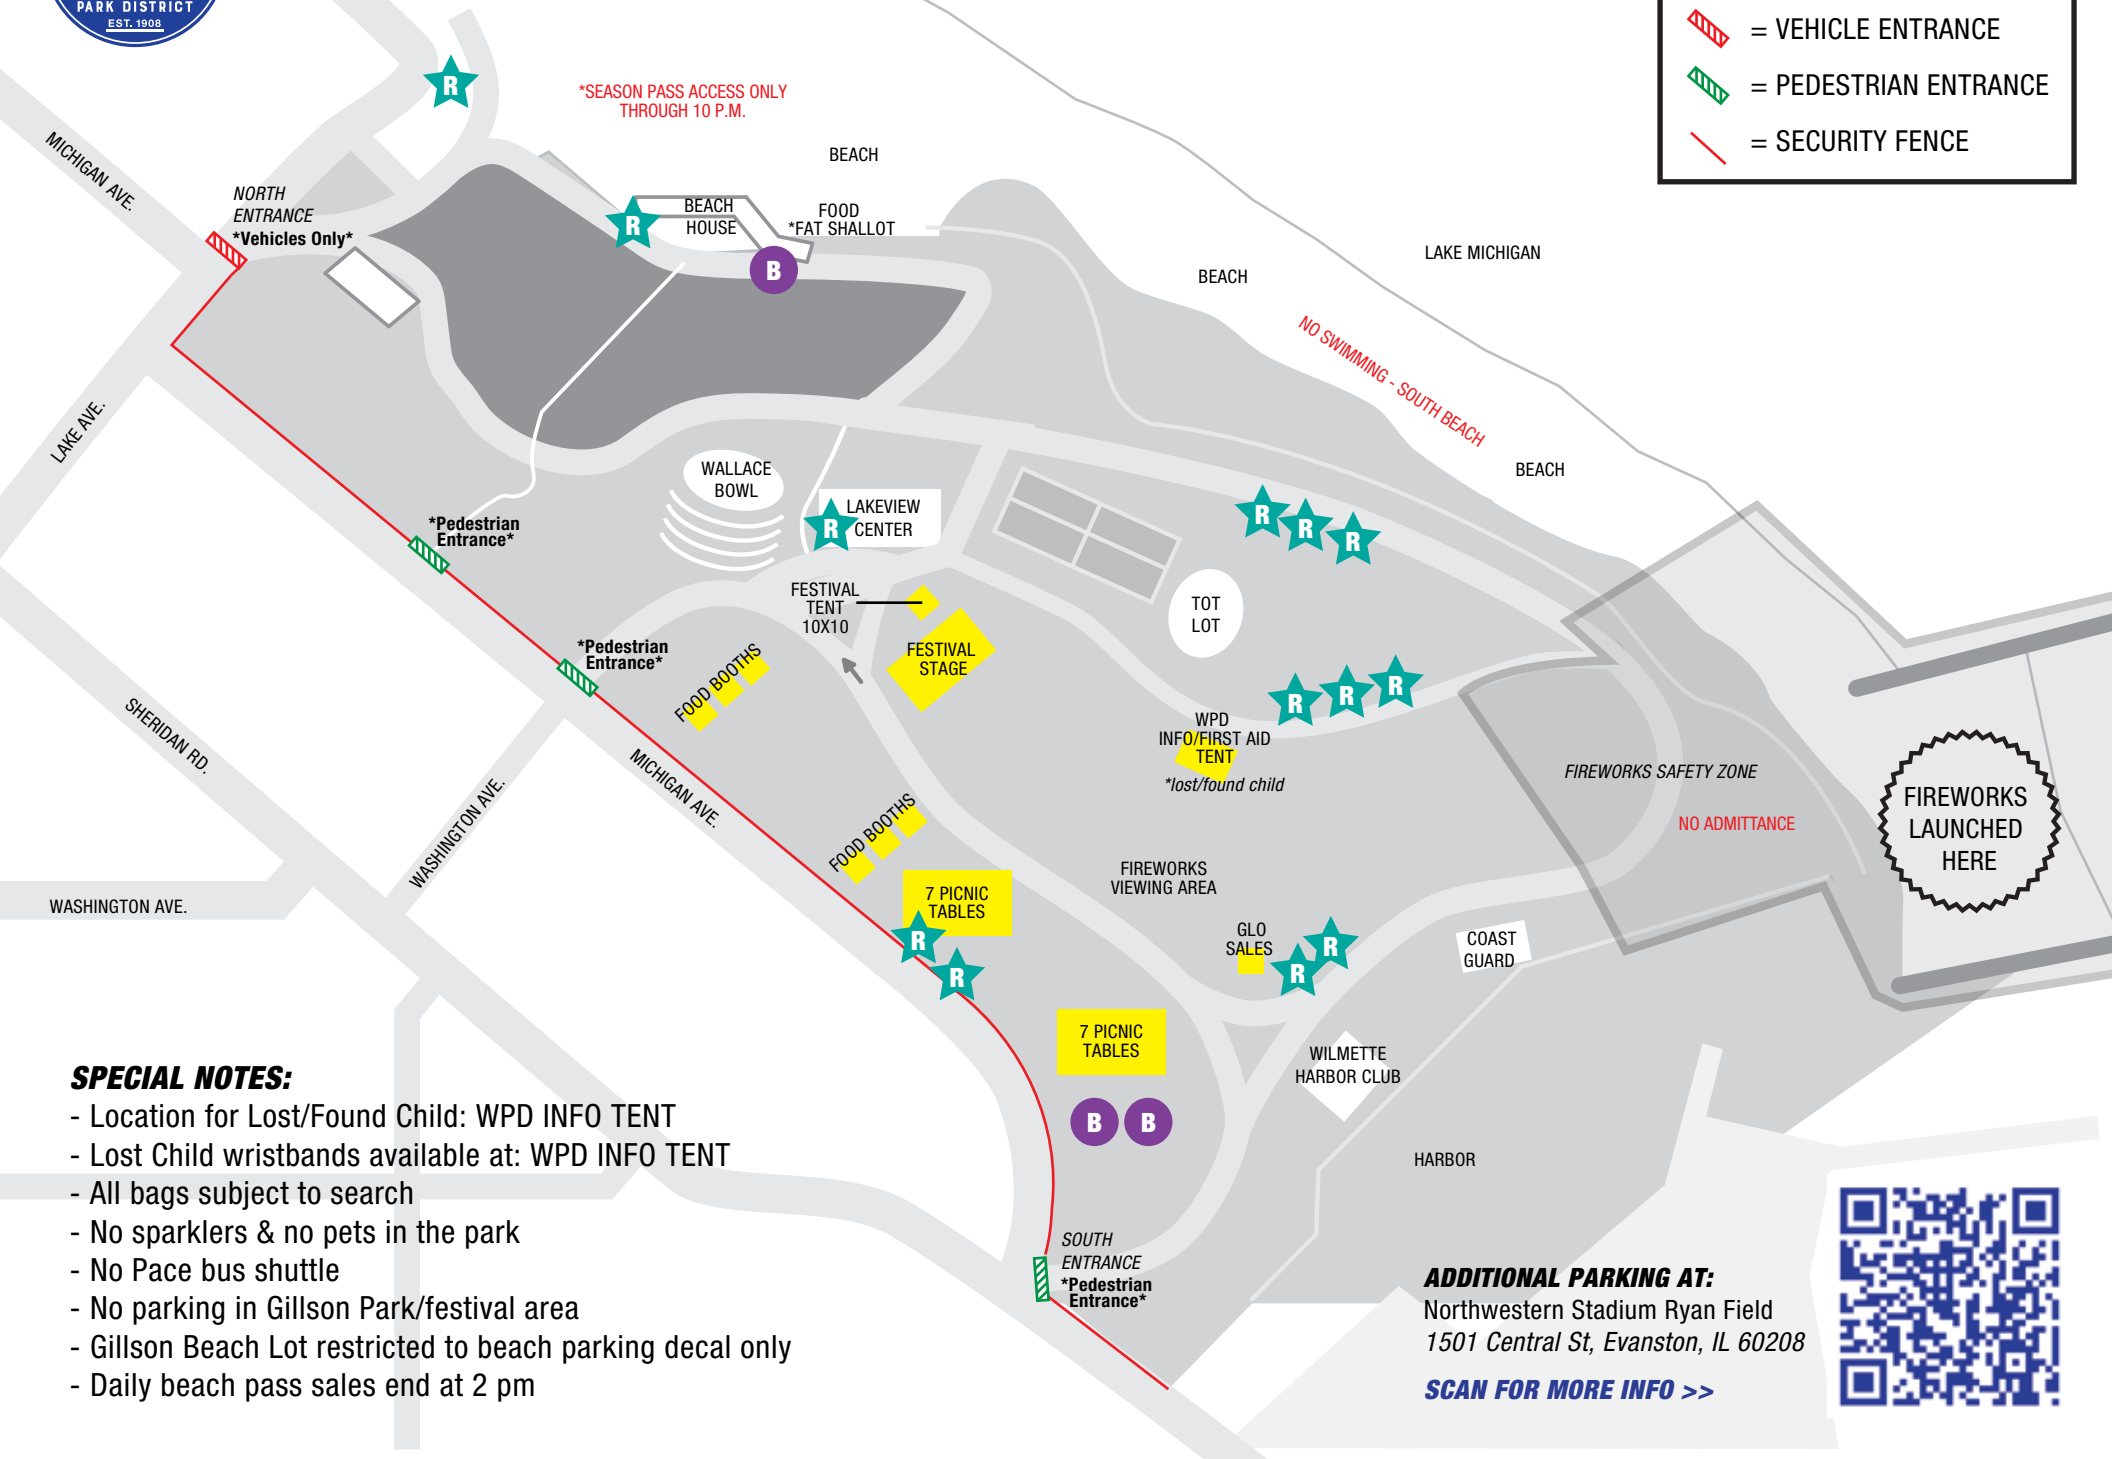 PARK DISTRICT
EST. 1908
= VEHICLE ENTRANCE
= PEDESTRIAN ENTRANCE
= SECURITY FENCE
R
*SEASON PASS ACCESS ONLY
THROUGH 10 P.M.
MICHIGAN AVE.
BEACH
NORTH
ENTRANCE
*Vehicles Only*
R
BEACH
HOUSE
FOOD
*FAT SHALLOT
B
BEACH
LAKE MICHIGAN
NO SWIMMING - SOUTH BEACH
BEACH
LAKE AVE.
WALLACE
BOWL
R
LAKEVIEW
CENTER
R
R
R
*Pedestrian
Entrance*
FESTIVAL
TENT
10X10
TOT
LOT
*Pedestrian
Entrance*
FESTIVAL
STAGE
FOOD BOOTHS
R
R
R
SHERIDAN RD.
WPD
INFO/FIRST AID
TENT
*lost/found child
MICHIGAN AVE.
WASHINGTON AVE.
FIREWORKS SAFETY ZONE
NO ADMITTANCE
FIREWORKS
LAUNCHED
HERE
FOOD BOOTHS
FIREWORKS
VIEWING AREA
WASHINGTON AVE.
7 PICNIC
TABLES
R
R
GLO
SALES
R
R
COAST
GUARD
7 PICNIC
TABLES
WILMETTE
HARBOR CLUB
B
B
HARBOR
SOUTH
ENTRANCE
*Pedestrian
Entrance*
SPECIAL NOTES:
- Location for Lost/Found Child: WPD INFO TENT
- Lost Child wristbands available at: WPD INFO TENT
- All bags subject to search
- No sparklers & no pets in the park
- No Pace bus shuttle
- No parking in Gillson Park/festival area
- Gillson Beach Lot restricted to beach parking decal only
- Daily beach pass sales end at 2 pm
ADDITIONAL PARKING AT:
Northwestern Stadium Ryan Field
1501 Central St, Evanston, IL 60208
SCAN FOR MORE INFO >>